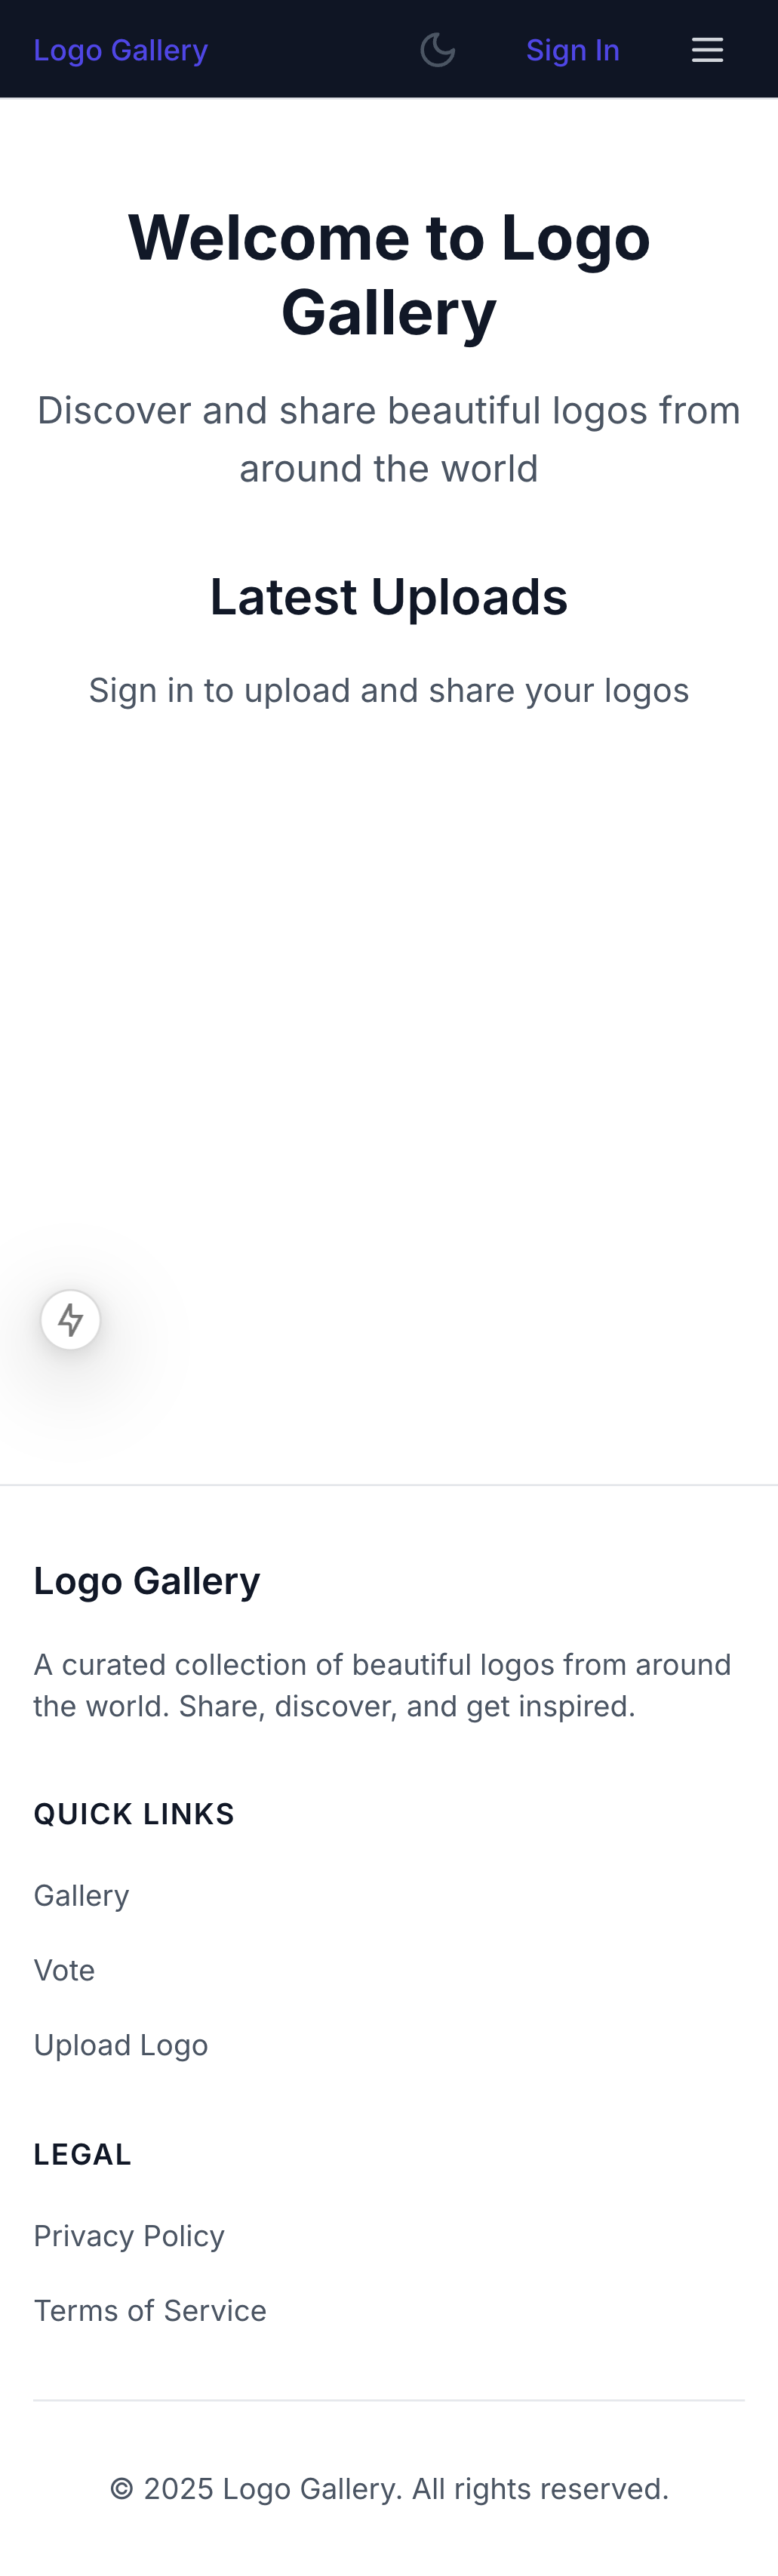 Logo Gallery
Sign In
Welcome to Logo
Gallery
Discover and share beautiful logos from
around the world
Latest Uploads
Sign in to upload and share your logos
Logo Gallery
A curated collection of beautiful logos from around
the world. Share, discover, and get inspired.
QUICK LINKS
Gallery
Vote
Upload Logo
LEGAL
Privacy Policy
Terms of Service
© 2025 Logo Gallery. All rights reserved.